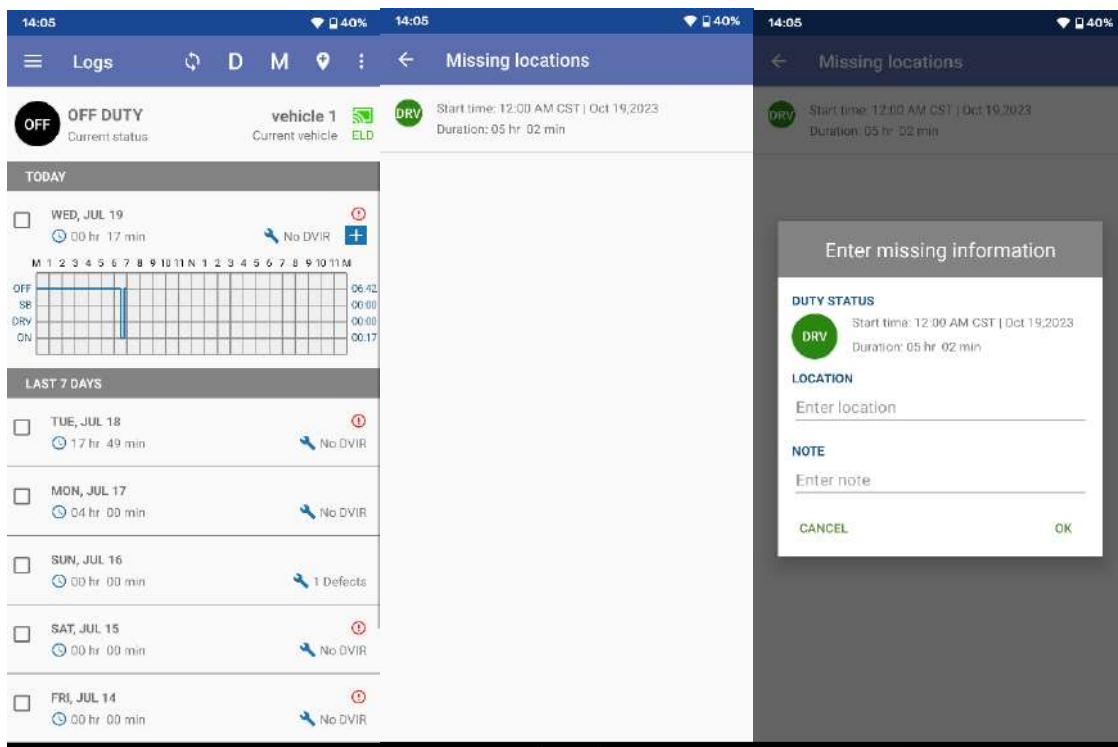 14:05 40%
Logs D M
OFF OFF DUTY vehicle 1
Current status Current vehicle ELD
TODAY
WED, JUL 19
00 hr 17 min No DVIR
M 1 2 3 4 5 6 7 8 9 10 11 N 1 2 3 4 5 6 7 8 9 10 11 M
OFF 06:42
SB 00:00
DRV 00:00
ON 00:17
LAST 7 DAYS
TUE, JUL 18
17 hr 49 min No DVIR
MON, JUL 17
04 hr 00 min No DVIR
SUN, JUL 16
00 hr 00 min 1 Defects
SAT, JUL 15
00 hr 00 min No DVIR
FRI, JUL 14
00 hr 00 min No DVIR
14:05 40%
Missing locations
DRV Start time: 12:00 AM CST | Oct 19,2023
Duration: 05 hr 02 min
14:05 40%
Missing locations
DRV Start time: 12:00 AM CST | Oct 19,2023
Duration: 05 hr 02 min
Enter missing information
DUTY STATUS
DRV Start time: 12:00 AM CST | Oct 19,2023
Duration: 05 hr 02 min
LOCATION
Enter location
NOTE
Enter note
CANCEL OK